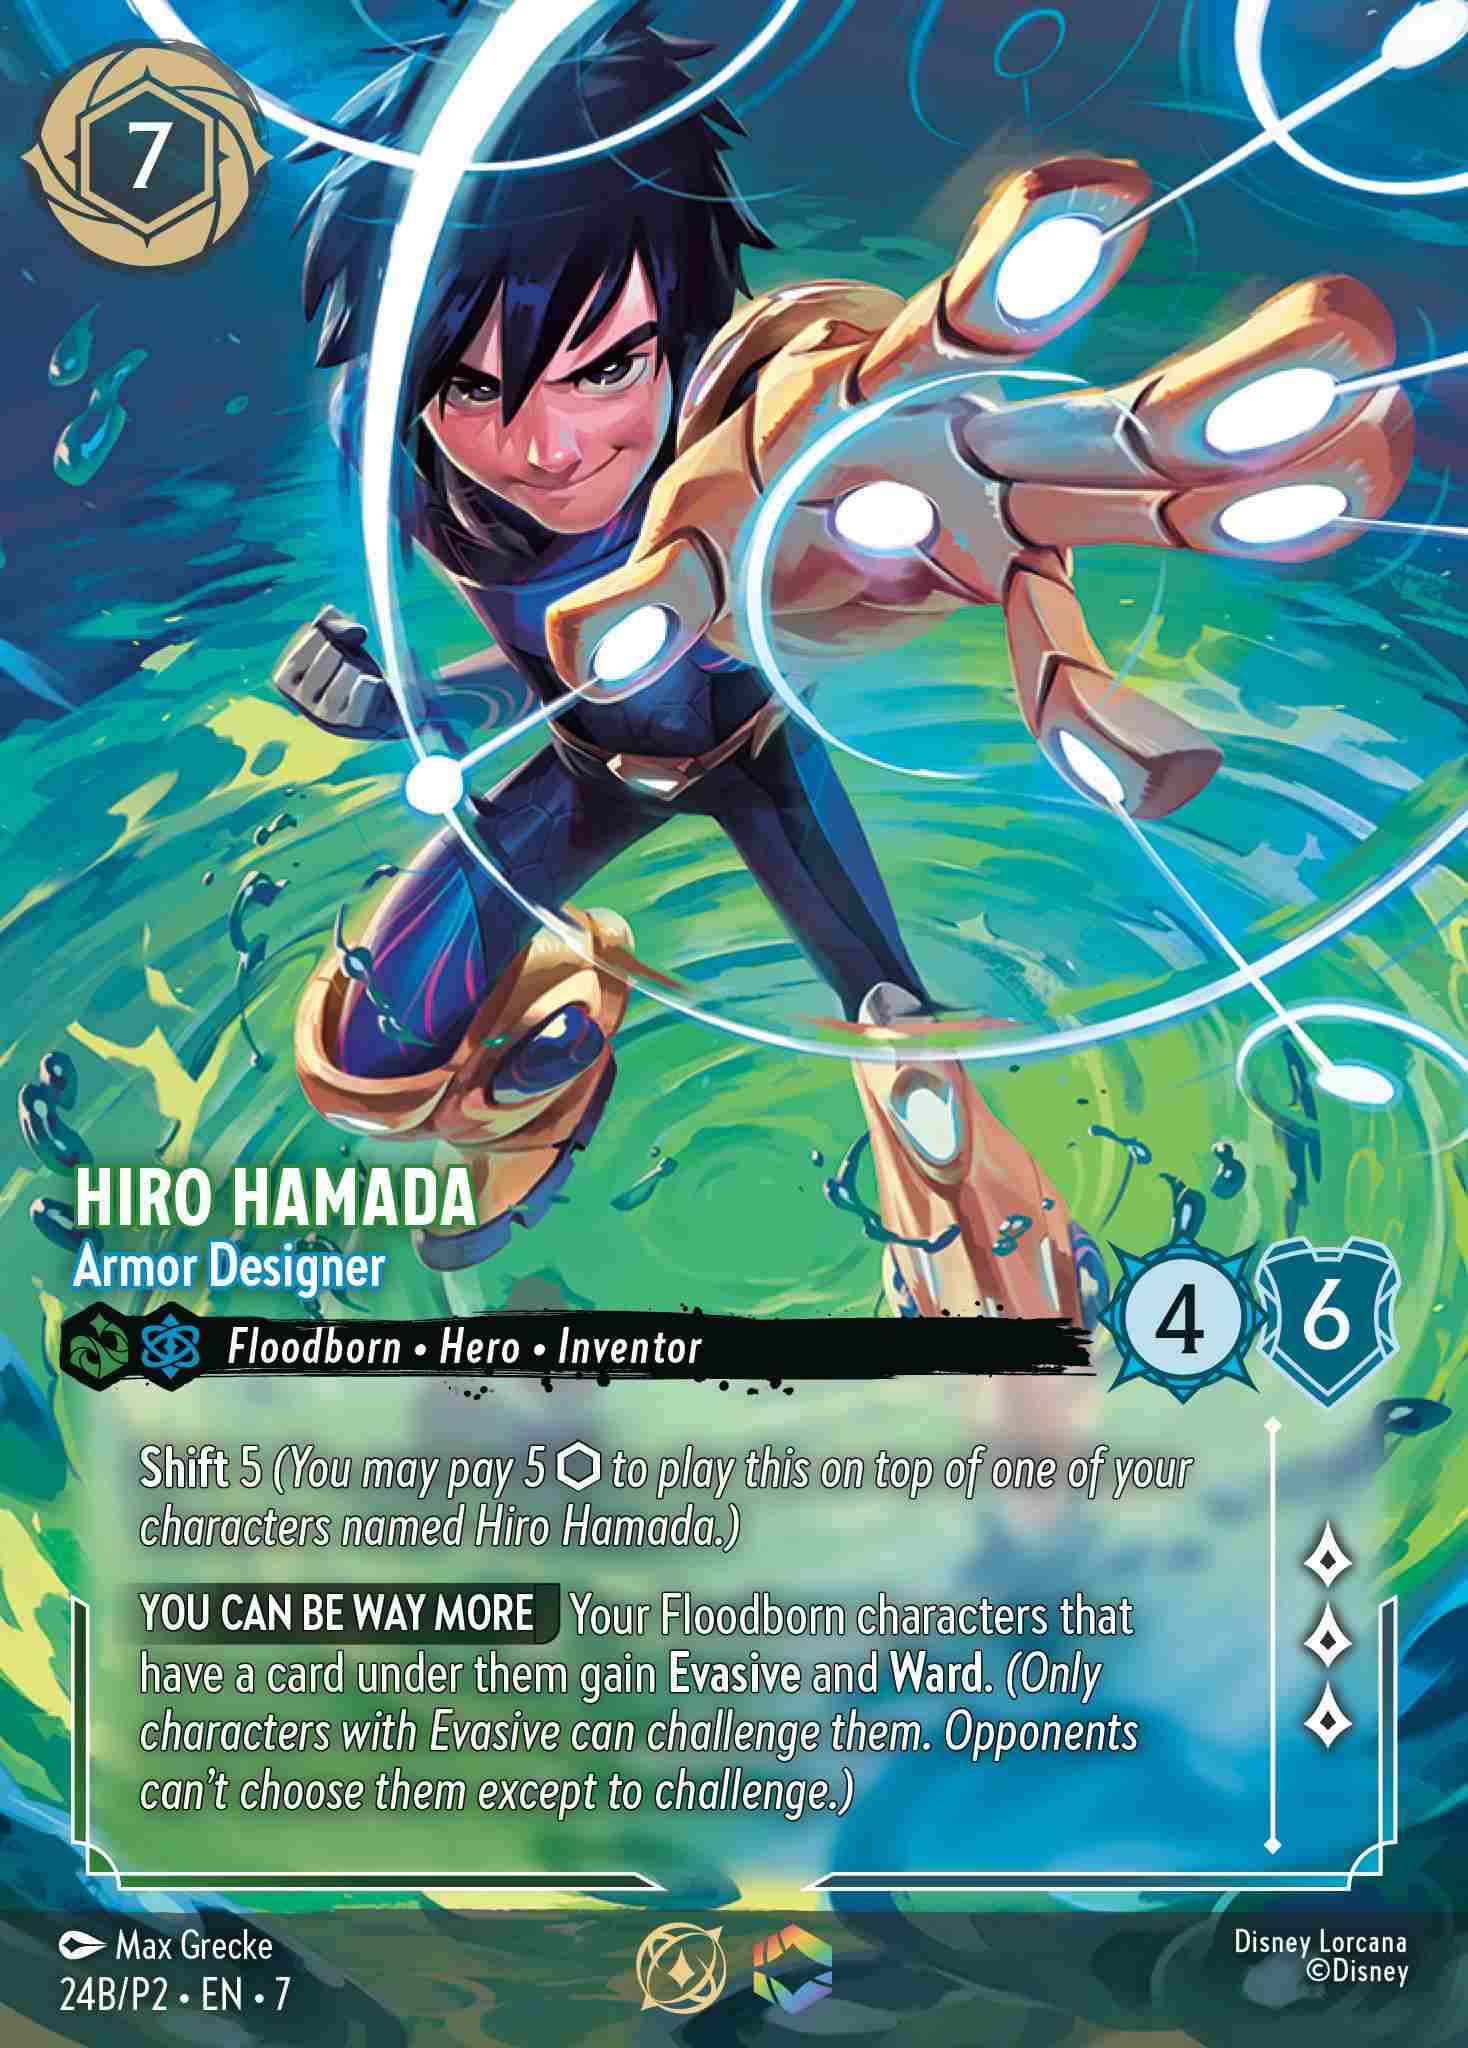 7
HIRO HAMADA
Armor Designer
Floodborn • Hero • Inventor
4
6
Shift 5 (You may pay 5 ⬡ to play this on top of one of your
characters named Hiro Hamada.)
YOU CAN BE WAY MORE Your Floodborn characters that
have a card under them gain Evasive and Ward. (Only
characters with Evasive can challenge them. Opponents
can't choose them except to challenge.)
Max Grecke
24B/P2 • EN • 7
Disney Lorcana
©Disney